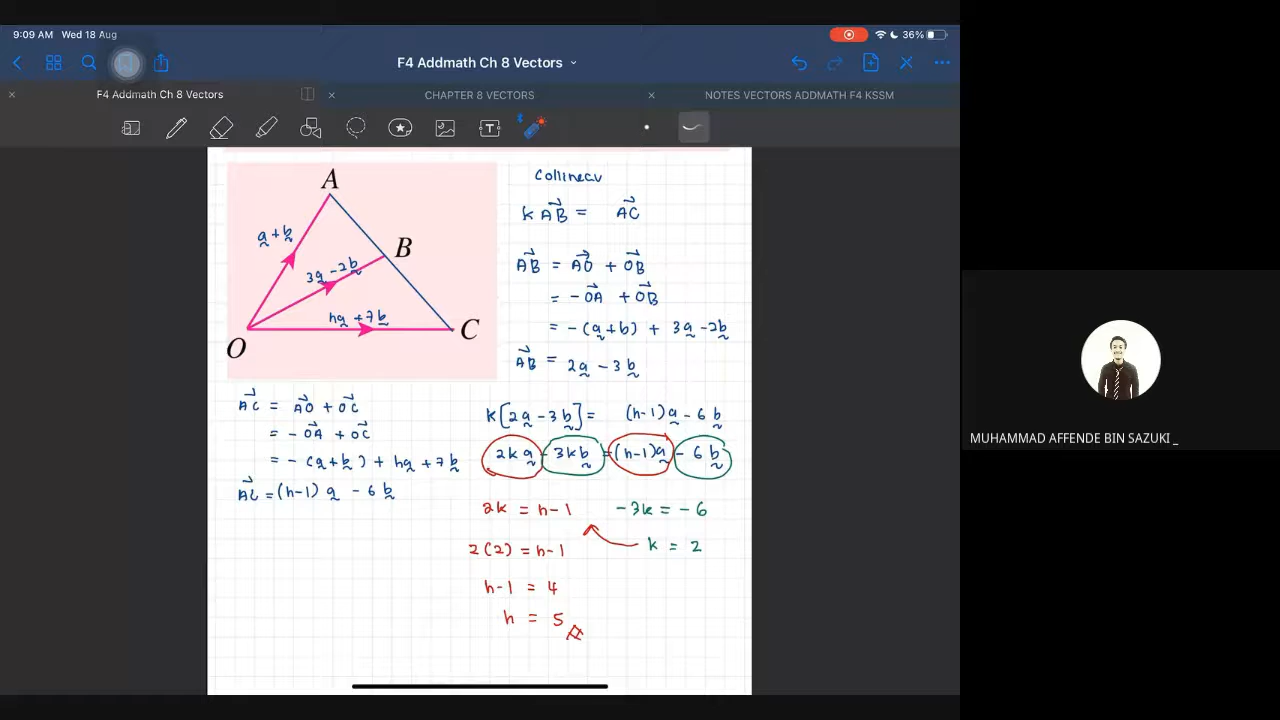 9:09 AM Wed 18 Aug
36%
F4 Addmath Ch 8 Vectors
F4 Addmath Ch 8 Vectors
CHAPTER 8 VECTORS
NOTES VECTORS ADDMATH F4 KSSM
A
B
C
O
a + b
3a - 2b
ha + 7b
Collinear
k AB = AC
AB = AO + OB
= - OA + OB
= -(a+b) + 3a - 2b
AB = 2a - 3b
AC = AO + OC
= - OA + OC
= - (a+b) + ha + 7b
AC = (h-1) a - 6b
k[2a - 3b] = (h-1)a - 6b
2ka - 3kb = (h-1)a - 6b
2k = h-1
-3k = -6
2(2) = h-1
k = 2
h-1 = 4
h = 5 #
MUHAMMAD AFFENDE BIN SAZUKI _